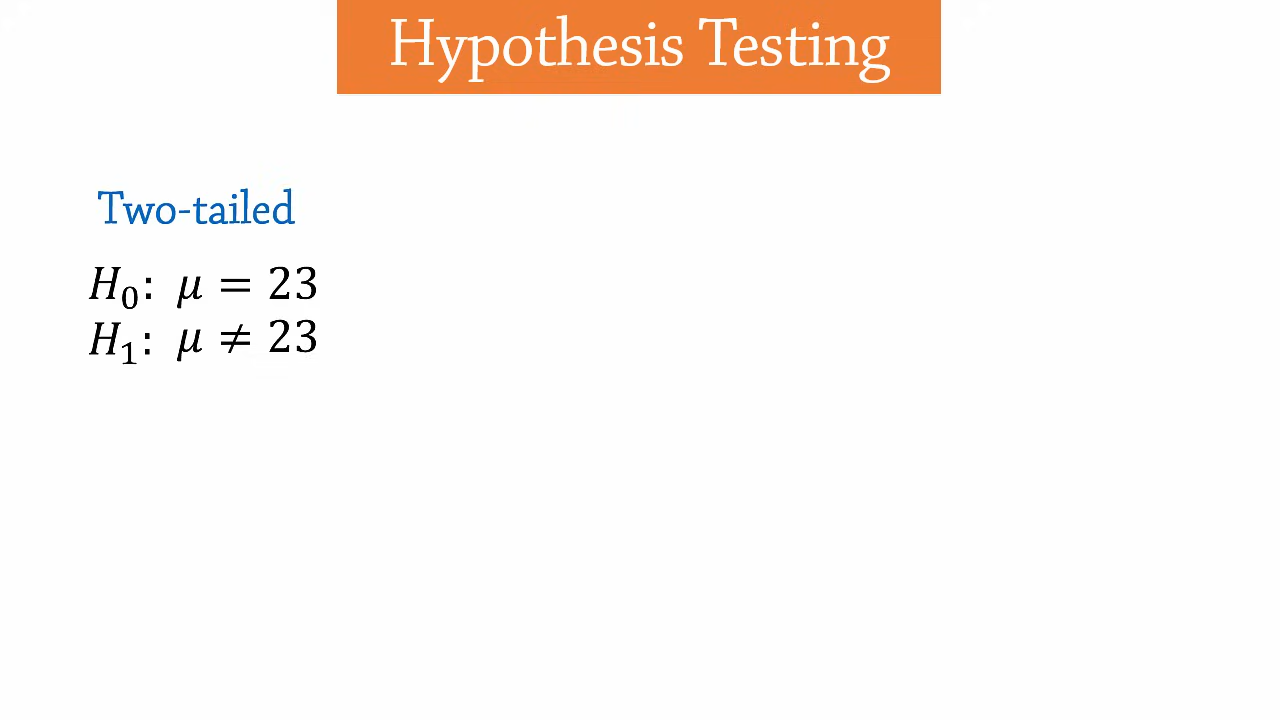 Hypothesis Testing
Two-tailed
H₀: μ = 23
H₁: μ ≠ 23